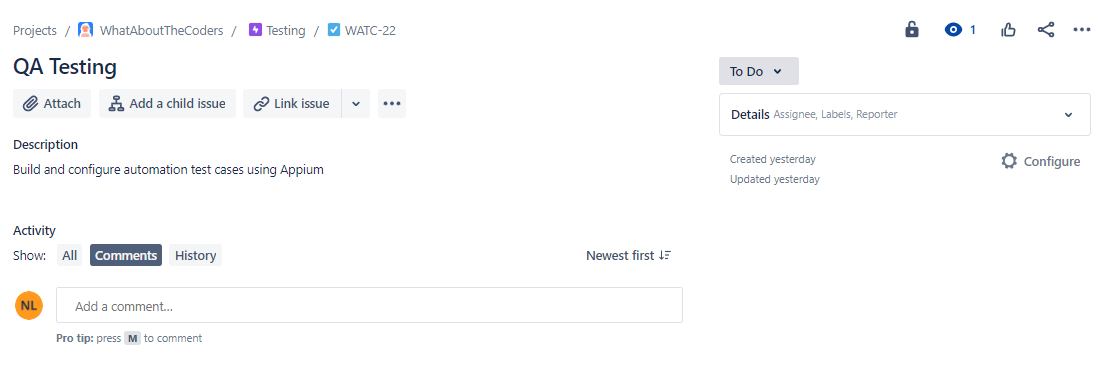 Projects / WhatAboutTheCoders / Testing / WATC-22
1
QA Testing
To Do
Attach Add a child issue Link issue
Details Assignee, Labels, Reporter
Description
Build and configure automation test cases using Appium
Created yesterday
Configure
Updated yesterday
Activity
Show: All Comments History Newest first
NL Add a comment...
Pro tip: press M to comment